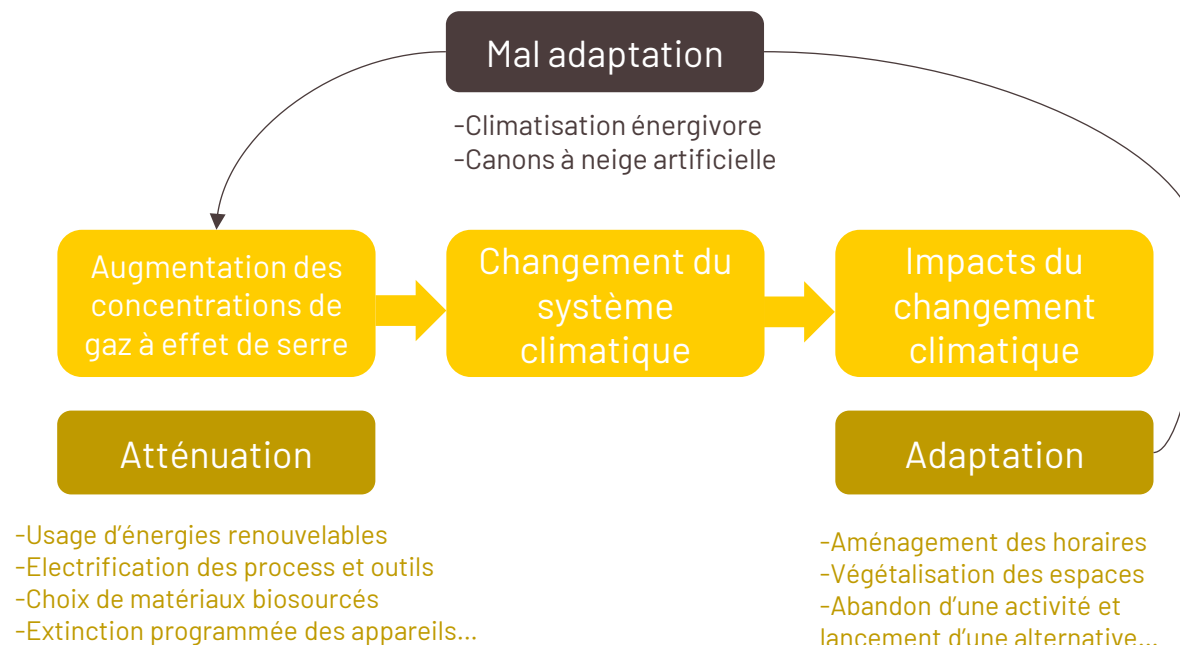 Mal adaptation
-Climatisation énergivore
-Canons à neige artificielle
Augmentation des
concentrations de
gaz à effet de serre
Changement du
système
climatique
Impacts du
changement
climatique
Atténuation
Adaptation
-Usage d’énergies renouvelables
-Electrification des process et outils
-Choix de matériaux biosourcés
-Extinction programmée des appareils…
-Aménagement des horaires
-Végétalisation des espaces
-Abandon d’une activité et
lancement d’une alternative…